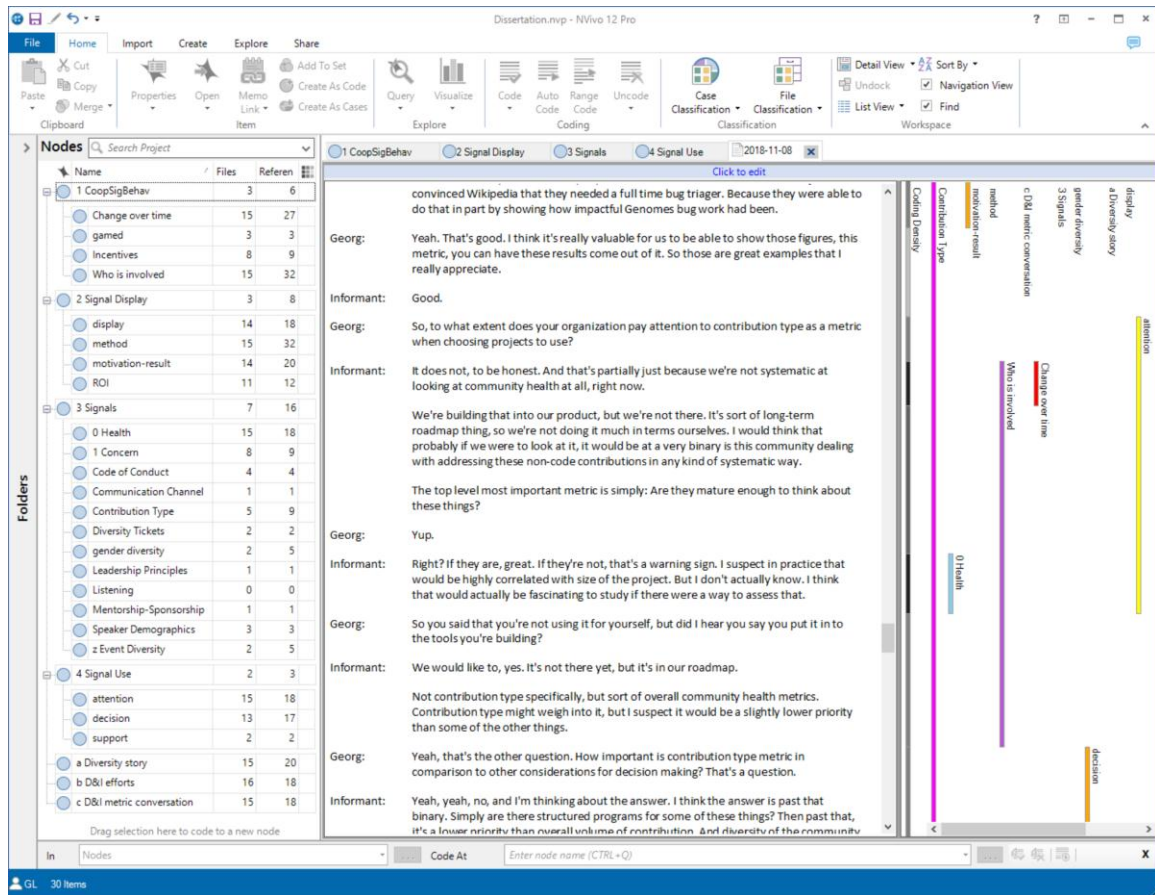 Dissertation.nvp - NVivo 12 Pro
File Home Import Create Explore Share
Paste
Cut
Copy
Merge
Clipboard
Properties
Open
Memo Link
Add To Set
Create As Code
Create As Cases
Item
Query
Visualize
Explore
Code
Auto Code
Range Code
Uncode
Coding
Case Classification
File Classification
Classification
Detail View
Undock
List View
Sort By
Navigation View
Find
Workspace
Folders
Nodes
Search Project
Name Files Referen
1 CoopSigBehav 3 6
Change over time 15 27
gamed 3 3
Incentives 8 9
Who is involved 15 32
2 Signal Display 3 8
display 14 18
method 15 32
motivation-result 14 20
ROI 11 12
3 Signals 7 16
0 Health 15 18
1 Concern 8 9
Code of Conduct 4 4
Communication Channel 1 1
Contribution Type 5 9
Diversity Tickets 2 2
gender diversity 2 5
Leadership Principles 1 1
Listening 0 0
Mentorship-Sponsorship 1 1
Speaker Demographics 3 3
z Event Diversity 2 5
4 Signal Use 2 3
attention 15 18
decision 13 17
support 2 2
a Diversity story 15 20
b D&I efforts 16 18
c D&I metric conversation 15 18
Drag selection here to code to a new node
1 CoopSigBehav 2 Signal Display 3 Signals 4 Signal Use 2018-11-08
Click to edit
convinced Wikipedia that they needed a full time bug triager. Because they were able to
do that in part by showing how impactful Genomes bug work had been.
Georg: Yeah. That's good. I think it's really valuable for us to be able to show those figures, this
metric, you can have these results come out of it. So those are great examples that I
really appreciate.
Informant: Good.
Georg: So, to what extent does your organization pay attention to contribution type as a metric
when choosing projects to use?
Informant: It does not, to be honest. And that's partially just because we're not systematic at
looking at community health at all, right now.
We're building that into our product, but we're not there. It's sort of long-term
roadmap thing, so we're not doing it much in terms ourselves. I would think that
probably if we were to look at it, it would be at a very binary is this community dealing
with addressing these non-code contributions in any kind of systematic way.
The top level most important metric is simply: Are they mature enough to think about
these things?
Georg: Yup.
Informant: Right? If they are, great. If they're not, that's a warning sign. I suspect in practice that
would be highly correlated with size of the project. But I don't actually know. I think
that would actually be fascinating to study if there were a way to assess that.
Georg: So you said that you're not using it for yourself, but did I hear you say you put it in to
the tools you're building?
Informant: We would like to, yes. It's not there yet, but it's in our roadmap.
Not contribution type specifically, but sort of overall community health metrics.
Contribution type might weigh into it, but I suspect it would be a slightly lower priority
than some of the other things.
Georg: Yeah, that's the other question. How important is contribution type metric in
comparison to other considerations for decision making? That's a question.
Informant: Yeah, yeah, no, and I'm thinking about the answer. I think the answer is past that
binary. Simply are there structured programs for some of these things? Then past that,
it's a lower priority than overall volume of contribution. And diversity of the community
Coding Density
Contribution Type
0 Health
motivation-result
method
Who is involved
c D&I metric conversation
Change over time
3 Signals
gender diversity
decision
a Diversity story
display
attention
In Nodes Code At Enter node name (CTRL+Q) X
GL 30 Items